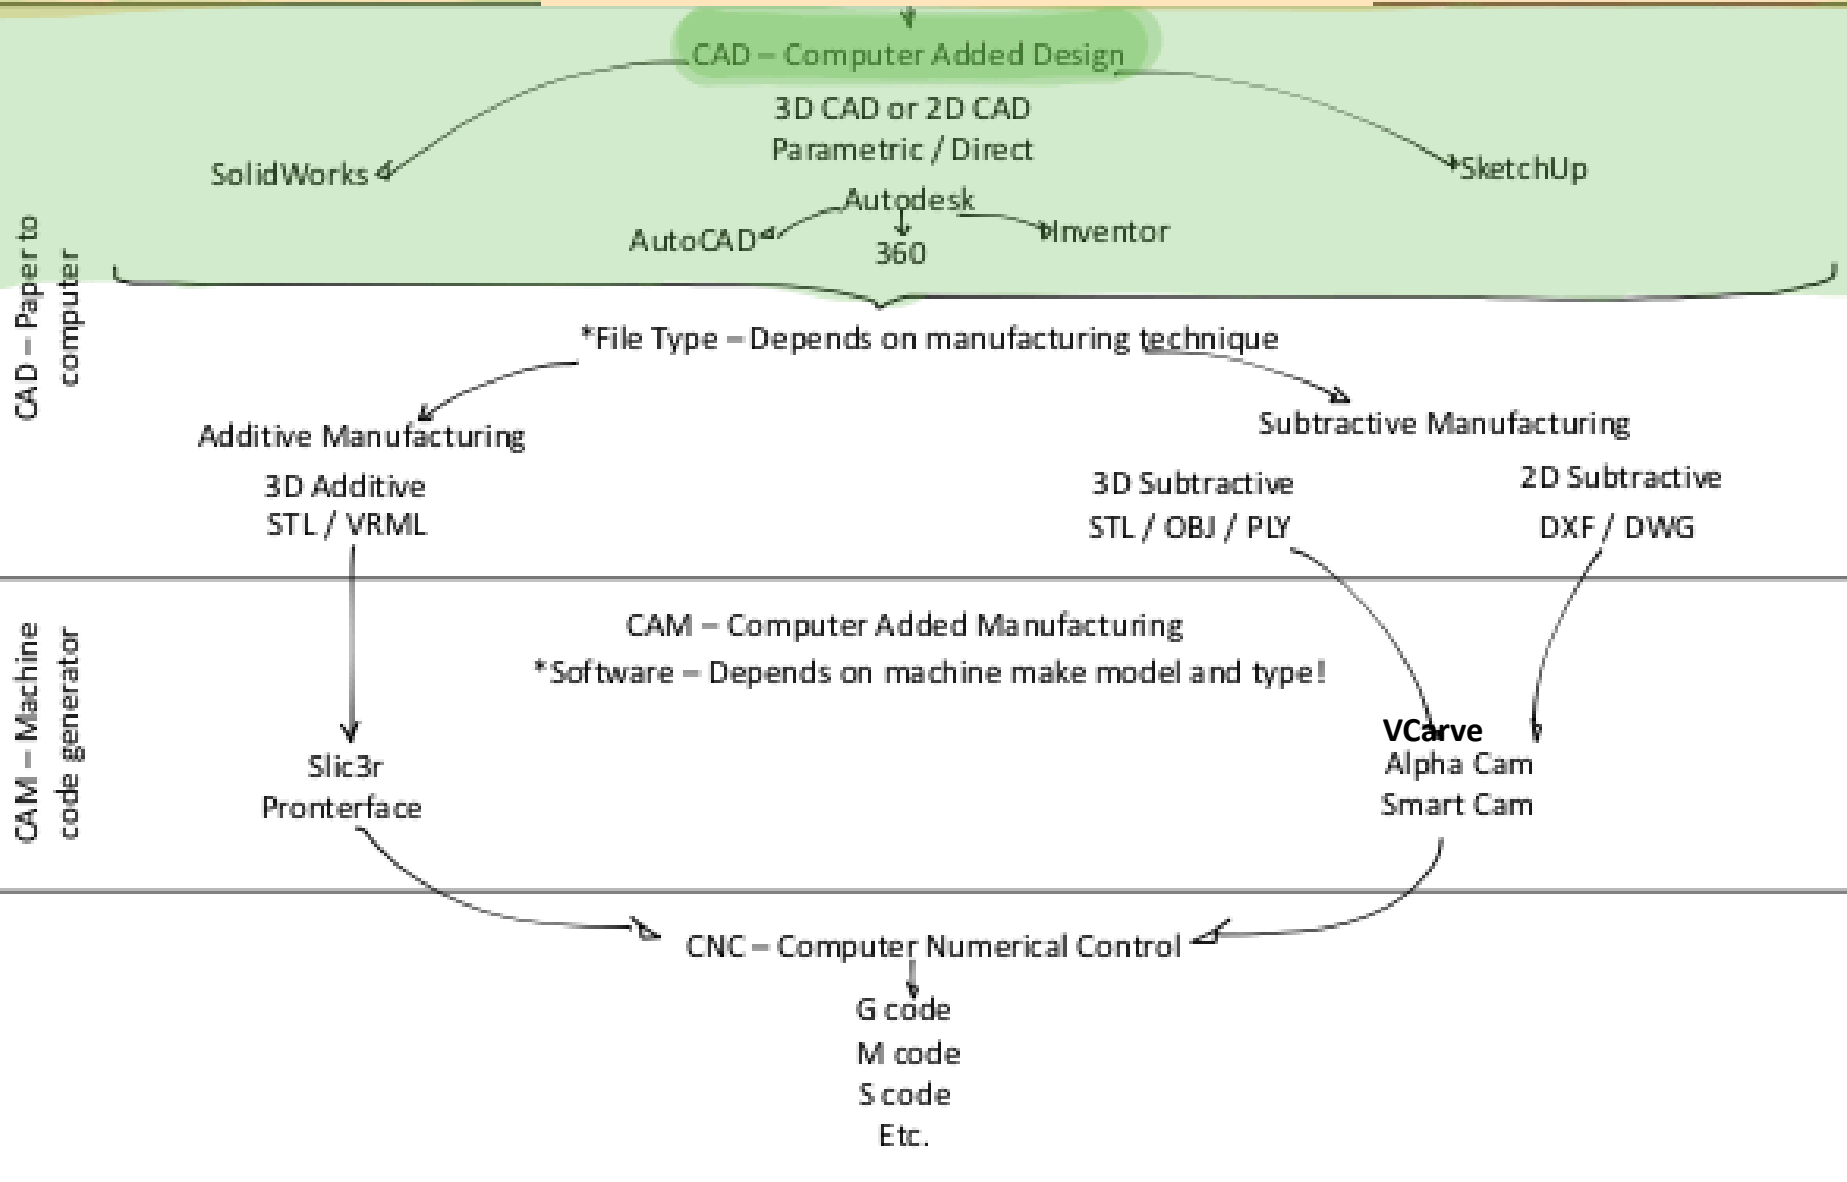 CAD – Computer Added Design
3D CAD or 2D CAD
Parametric / Direct
SolidWorks
SketchUp
Autodesk
AutoCAD
360
Inventor
CAD – Paper to
computer
*File Type – Depends on manufacturing technique
Additive Manufacturing
Subtractive Manufacturing
3D Additive
STL / VRML
3D Subtractive
STL / OBJ / PLY
2D Subtractive
DXF / DWG
CAM – Machine
code generator
CAM – Computer Added Manufacturing
*Software – Depends on machine make model and type!
Slic3r
Pronterface
VCarve
Alpha Cam
Smart Cam
CNC – Computer Numerical Control
G code
M code
S code
Etc.